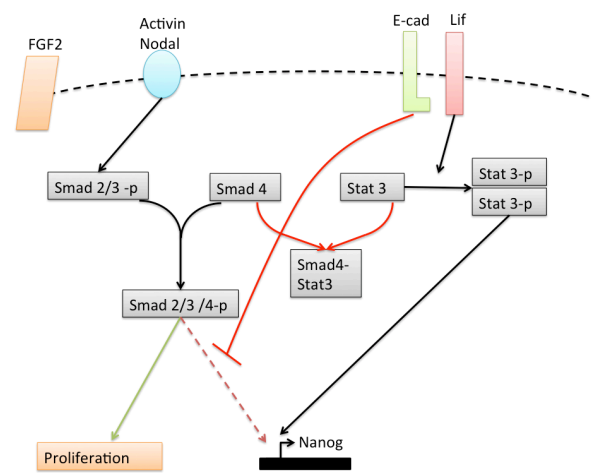 Activin
Nodal
E-cad
Lif
FGF2
Smad 2/3 -p
Smad 4
Stat 3
Stat 3-p
Stat 3-p
Smad4-
Stat3
Smad 2/3 /4-p
Proliferation
Nanog